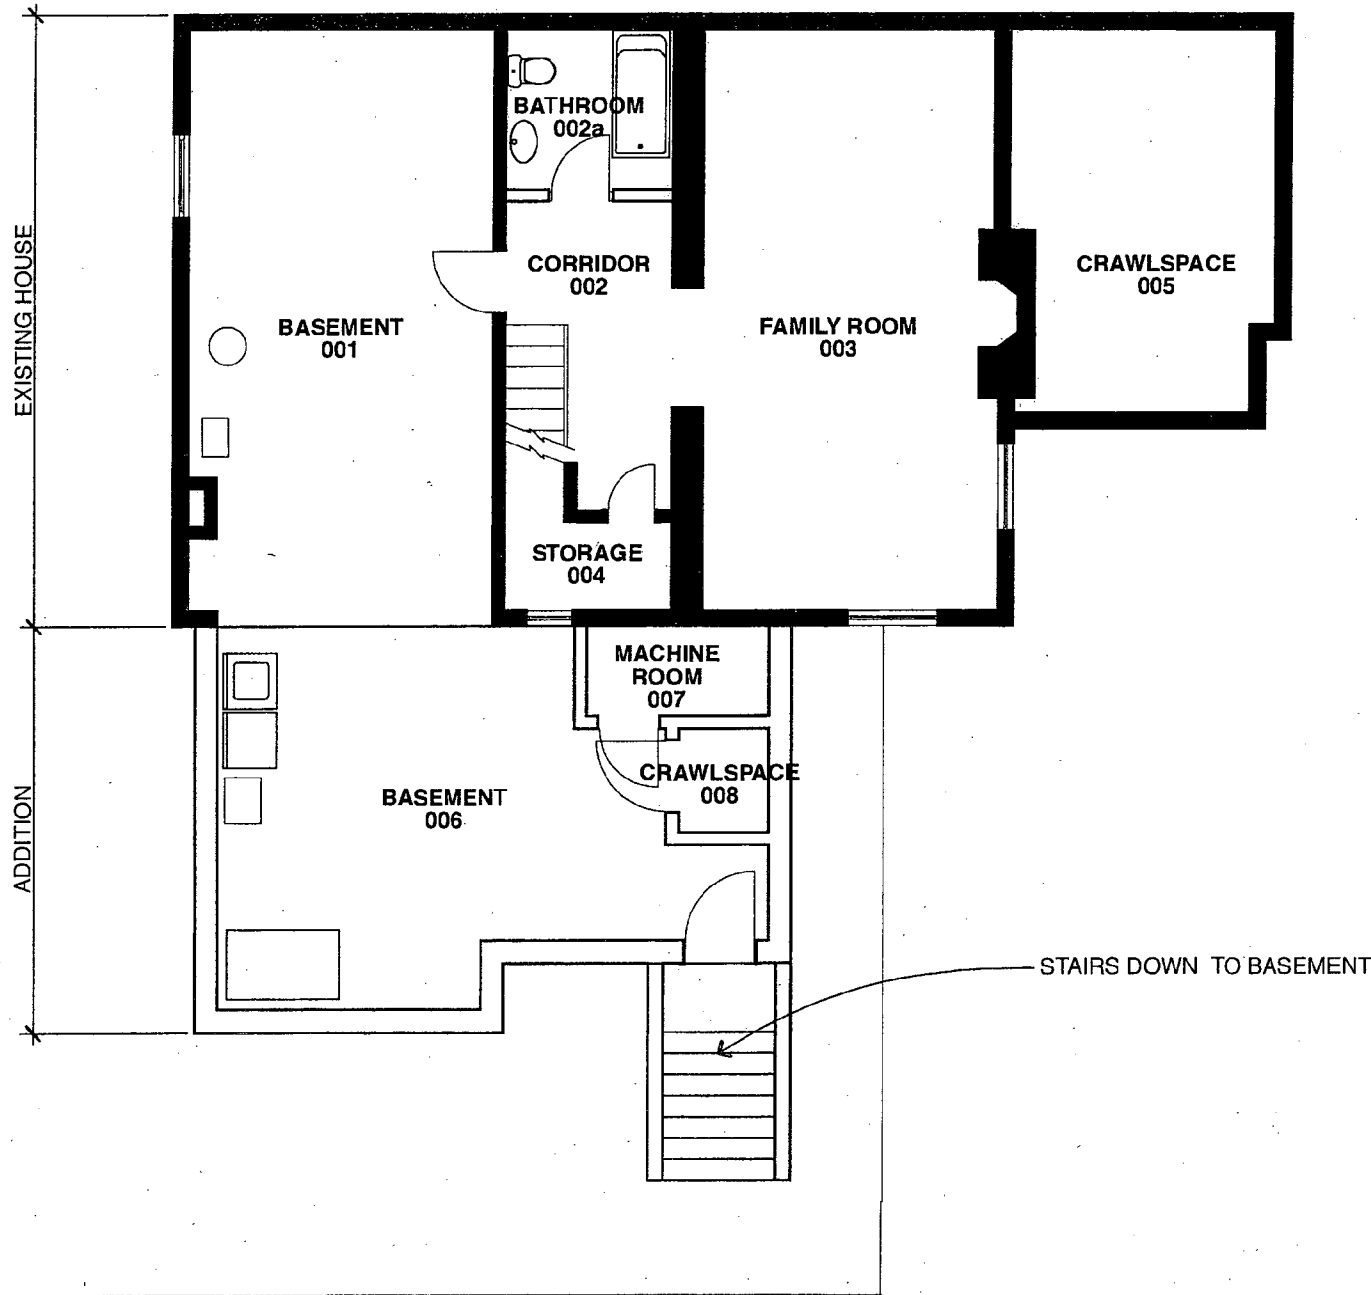 BATHROOM
002a
EXISTING HOUSE
CORRIDOR
002
CRAWLSPACE
005
BASEMENT
001
FAMILY ROOM
003
STORAGE
004
MACHINE
ROOM
007
CRAWLSPACE
008
BASEMENT
006
ADDITION
STAIRS DOWN TO BASEMENT